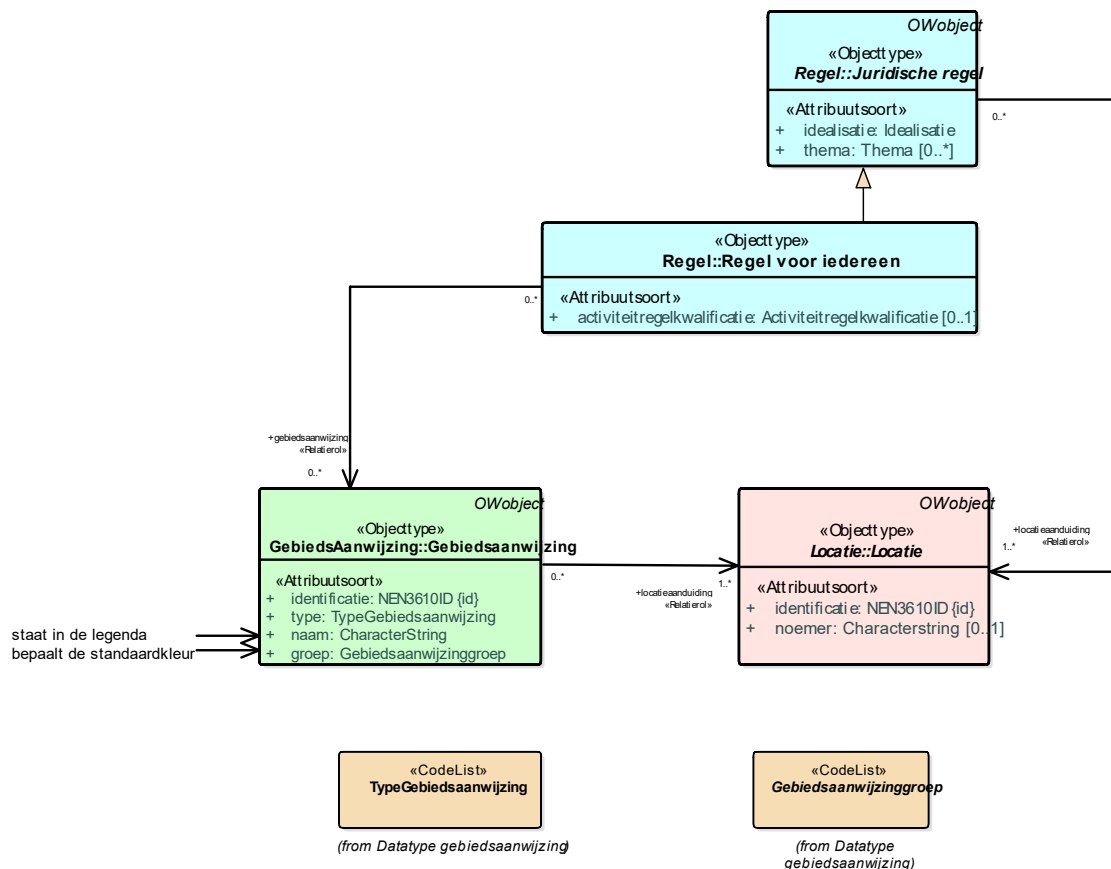 OWobject
«Objecttype»
Regel::Juridische regel
«Attribuutsoort»
+ idealisatie: Idealisatie
+ thema: Thema [0..*]
0..*
«Objecttype»
Regel::Regel voor iedereen
«Attribuutsoort»
+ activiteitregelkwalificatie: Activiteitregelkwalificatie [0..1]
0..*
+gebiedsaanwijzing
«Relatierol»
0..*
OWobject
«Objecttype»
GebiedsAanwijzing::Gebiedsaanwijzing
«Attribuutsoort»
+ identificatie: NEN3610ID {id}
+ type: TypeGebiedsaanwijzing
+ naam: CharacterString
+ groep: Gebiedsaanwijzinggroep
staat in de legenda
bepaalt de standaardkleur
0..*
1..*
+locatieaanduiding
«Relatierol»
OWobject
«Objecttype»
Locatie::Locatie
«Attribuutsoort»
+ identificatie: NEN3610ID {id}
+ noemer: Characterstring [0..1]
+locatieaanduiding
1..* «Relatierol»
«CodeList»
TypeGebiedsaanwijzing
(from Datatype gebiedsaanwijzing)
«CodeList»
Gebiedsaanwijzinggroep
(from Datatype
gebiedsaanwijzing)